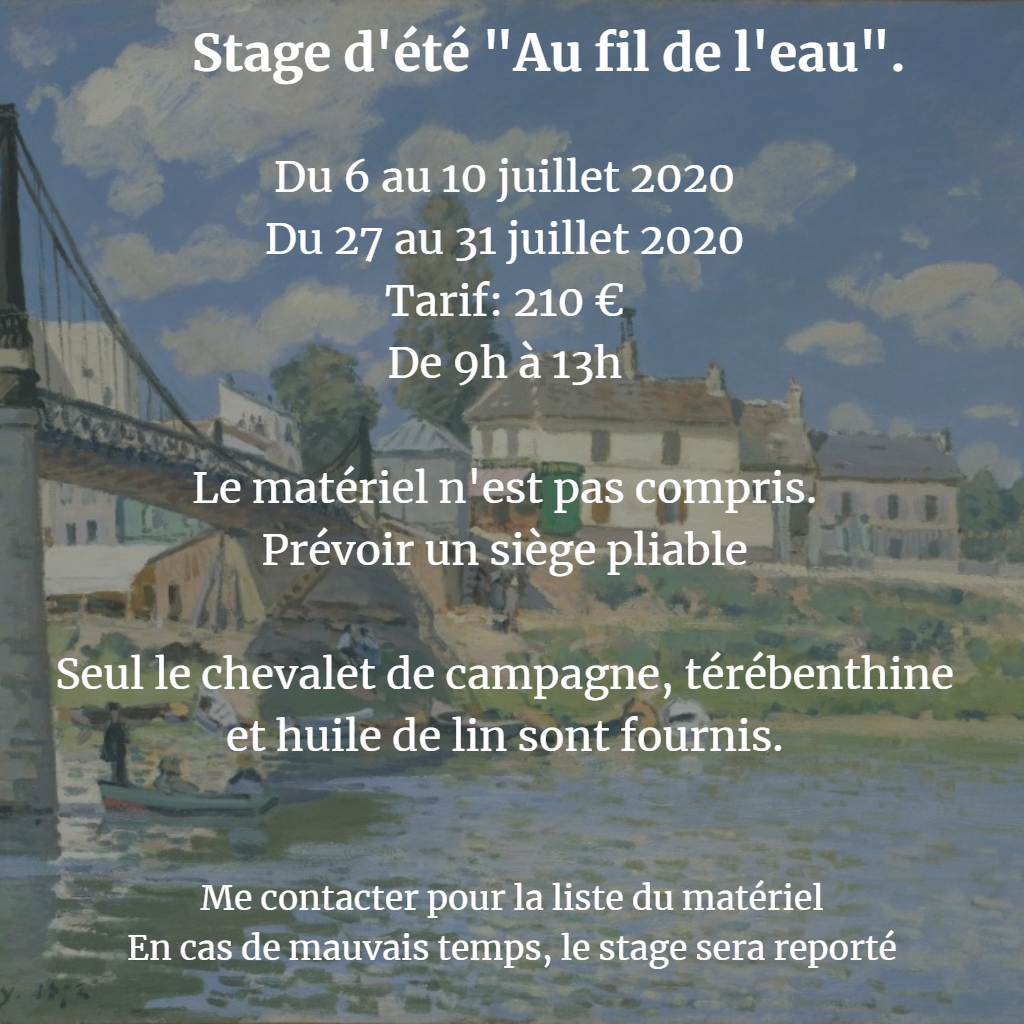 Stage d'été "Au fil de l'eau".
Du 6 au 10 juillet 2020
Du 27 au 31 juillet 2020
Tarif: 210 €
De 9h à 13h
Le matériel n'est pas compris.
Prévoir un siège pliable
Seul le chevalet de campagne, térébenthine
et huile de lin sont fournis.
Me contacter pour la liste du matériel
En cas de mauvais temps, le stage sera reporté